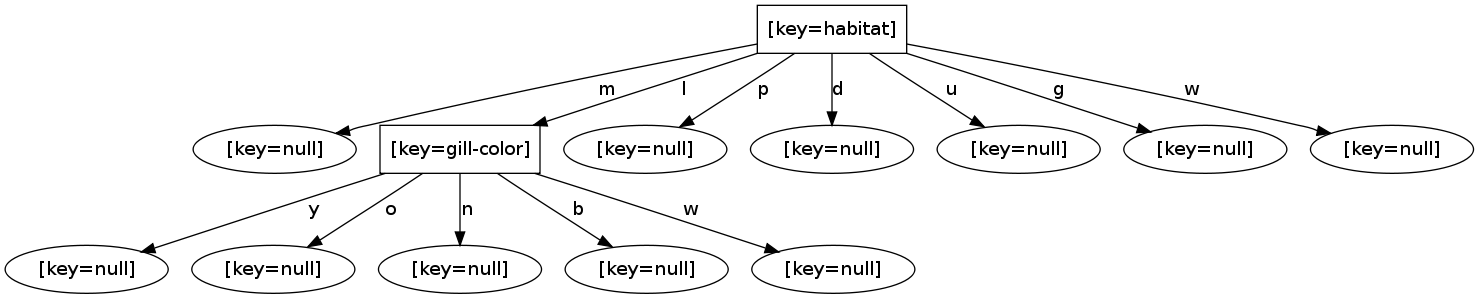 [key=habitat]
m l p d u g w
[key=null] [key=gill-color] [key=null] [key=null] [key=null] [key=null] [key=null]
y o n b w
[key=null] [key=null] [key=null] [key=null] [key=null]